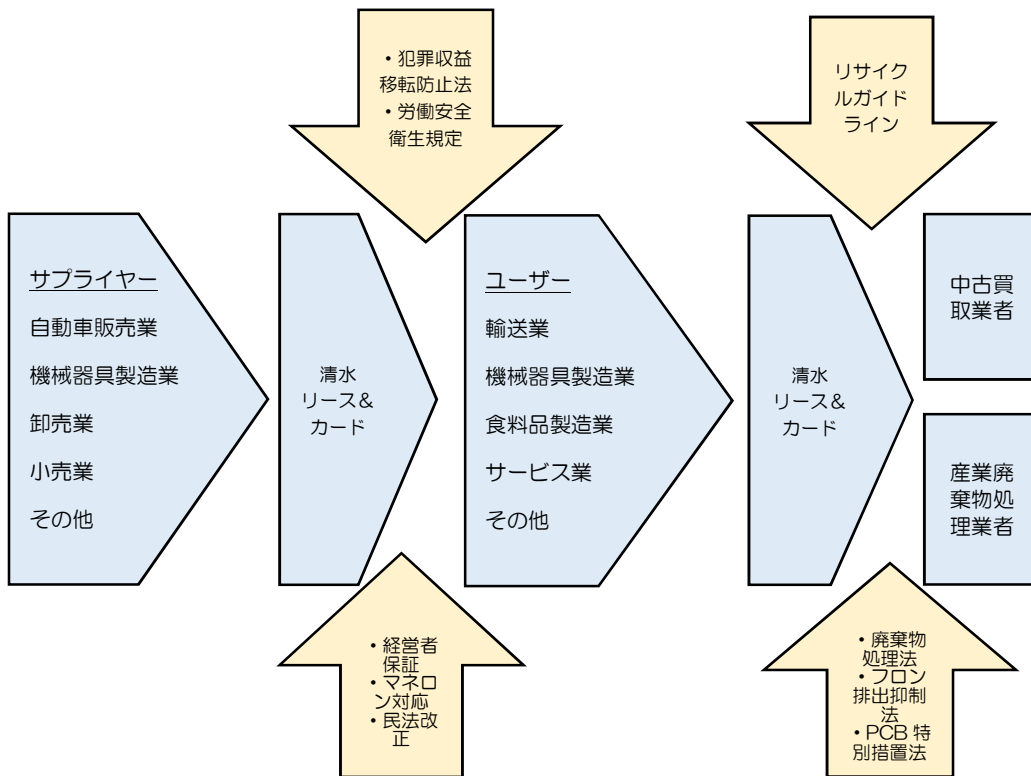 ・犯罪収益
移転防止法
・労働安全
衛生規定
リサイク
ルガイド
ライン
サプライヤー
自動車販売業
機械器具製造業
卸売業
小売業
その他
清水
リース&
カード
ユーザー
輸送業
機械器具製造業
食料品製造業
サービス業
その他
清水
リース&
カード
中古買
取業者
産業廃
棄物処
理業者
・経営者
保証
・マネロ
ン対応
・民法改
正
・廃棄物
処理法
・フロン
排出抑制
法
・PCB 特
別措置法